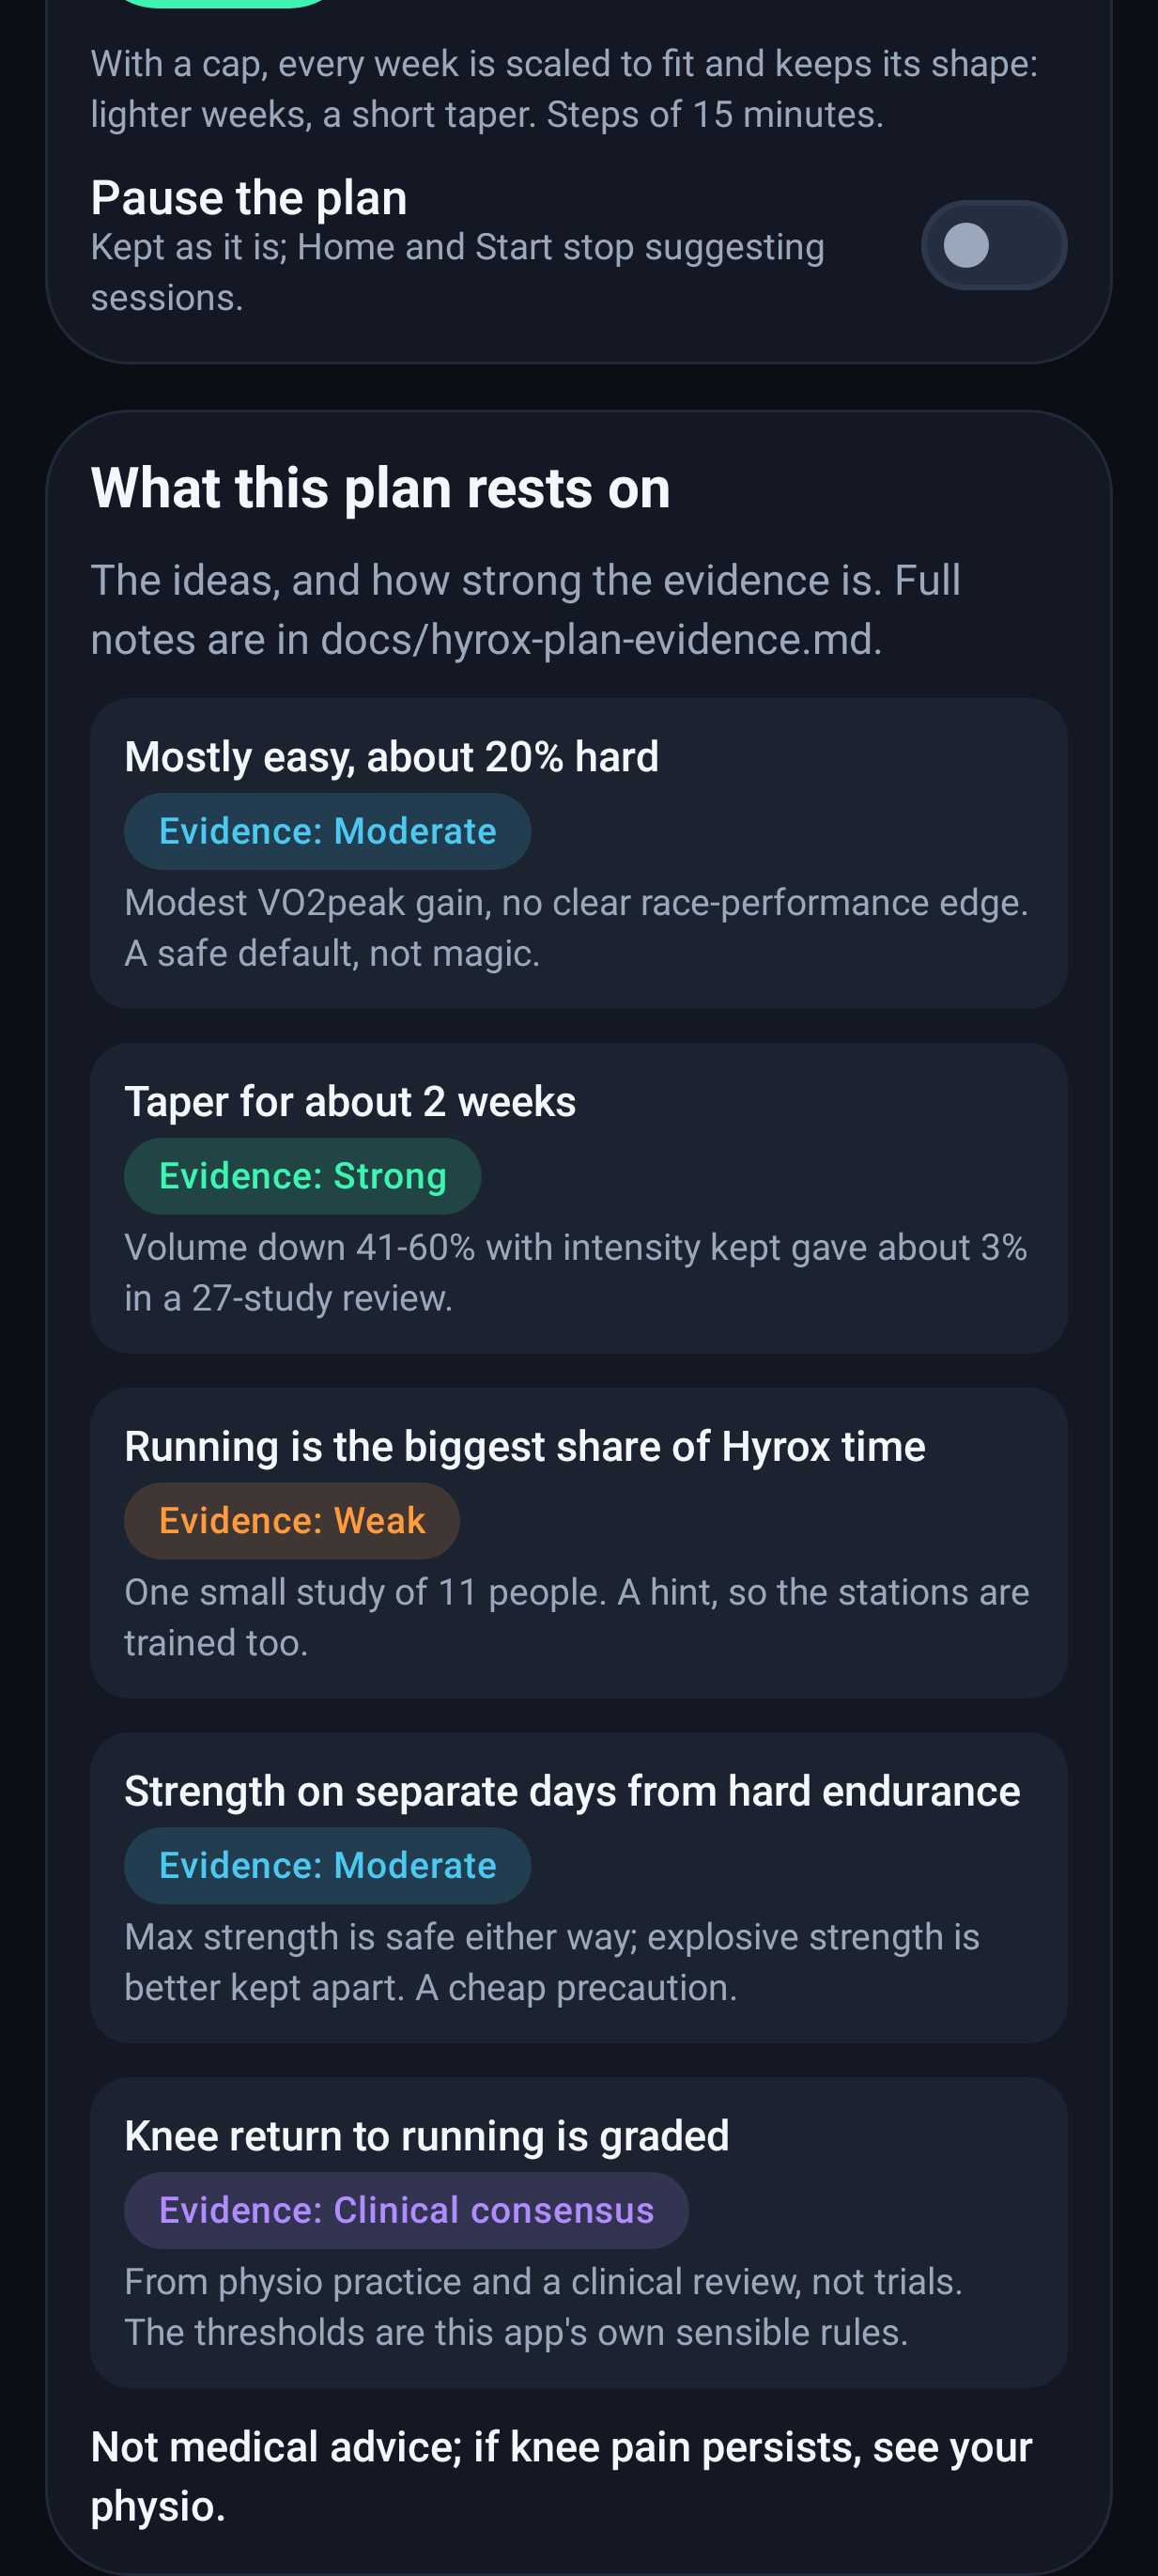 With a cap, every week is scaled to fit and keeps its shape:
lighter weeks, a short taper. Steps of 15 minutes.
Pause the plan
Kept as it is; Home and Start stop suggesting
sessions.
What this plan rests on
The ideas, and how strong the evidence is. Full
notes are in docs/hyrox-plan-evidence.md.
Mostly easy, about 20% hard
Evidence: Moderate
Modest VO2peak gain, no clear race-performance edge.
A safe default, not magic.
Taper for about 2 weeks
Evidence: Strong
Volume down 41-60% with intensity kept gave about 3%
in a 27-study review.
Running is the biggest share of Hyrox time
Evidence: Weak
One small study of 11 people. A hint, so the stations are
trained too.
Strength on separate days from hard endurance
Evidence: Moderate
Max strength is safe either way; explosive strength is
better kept apart. A cheap precaution.
Knee return to running is graded
Evidence: Clinical consensus
From physio practice and a clinical review, not trials.
The thresholds are this app's own sensible rules.
Not medical advice; if knee pain persists, see your
physio.